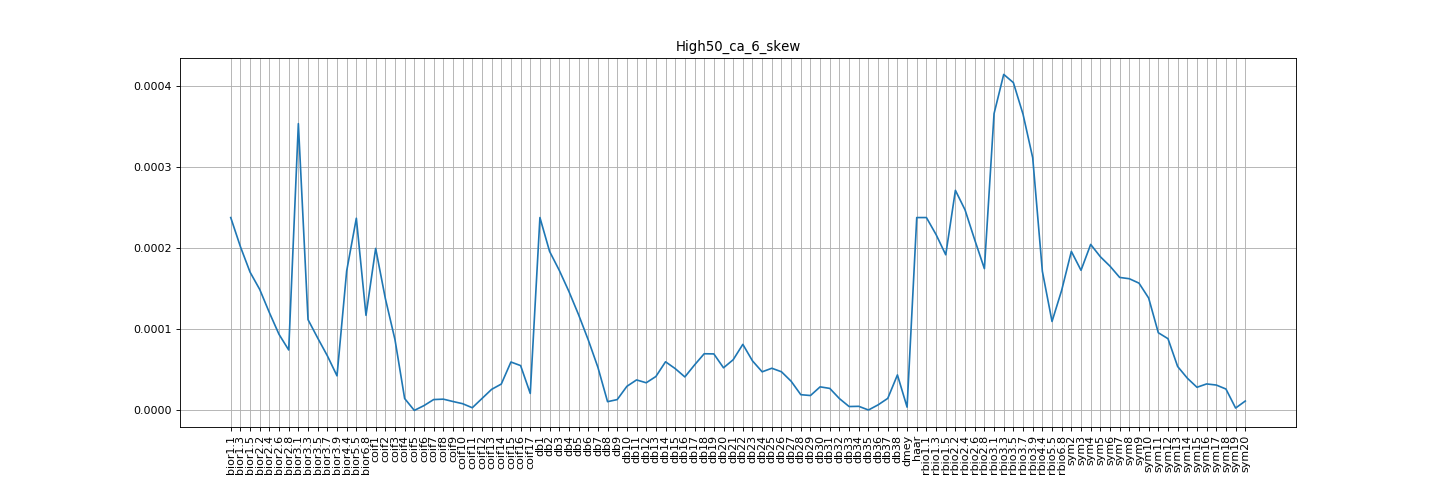 High50_ca_6_skew
0.0004
0.0003
0.0002
0.0001
0.0000
bior1.1
bior1.3
bior1.5
bior2.2
bior2.4
bior2.6
bior2.8
bior3.1
bior3.3
bior3.5
bior3.7
bior3.9
bior4.4
bior5.5
bior6.8
coif1
coif2
coif3
coif4
coif5
coif6
coif7
coif8
coif9
coif10
coif11
coif12
coif13
coif14
coif15
coif16
coif17
db1
db2
db3
db4
db5
db6
db7
db8
db9
db10
db11
db12
db13
db14
db15
db16
db17
db18
db19
db20
db21
db22
db23
db24
db25
db26
db27
db28
db29
db30
db31
db32
db33
db34
db35
db36
db37
db38
dmey
haar
rbio1.1
rbio1.3
rbio1.5
rbio2.2
rbio2.4
rbio2.6
rbio2.8
rbio3.1
rbio3.3
rbio3.5
rbio3.7
rbio3.9
rbio4.4
rbio5.5
rbio6.8
sym2
sym3
sym4
sym5
sym6
sym7
sym8
sym9
sym10
sym11
sym12
sym13
sym14
sym15
sym16
sym17
sym18
sym19
sym20